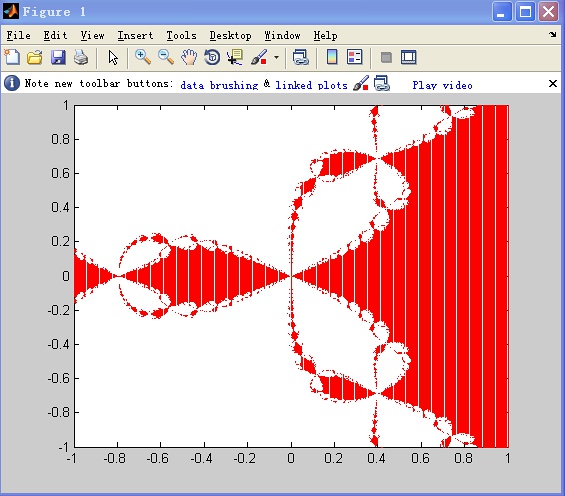 Figure 1
File Edit View Insert Tools Desktop Window Help
Note new toolbar buttons: data brushing & linked plots Play video
1
0.8
0.6
0.4
0.2
0
-0.2
-0.4
-0.6
-0.8
-1
-1 -0.8 -0.6 -0.4 -0.2 0 0.2 0.4 0.6 0.8 1